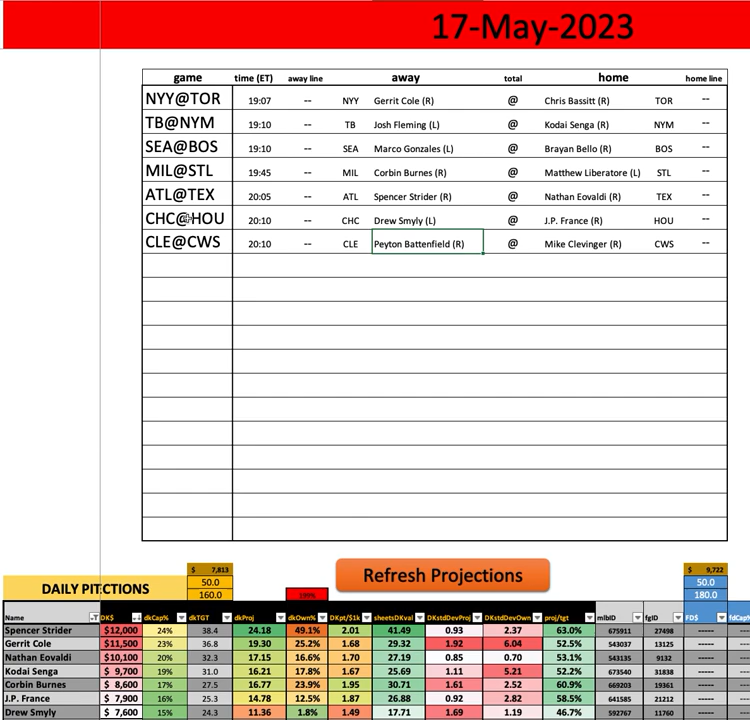 17-May-2023
game time (ET) away line away total home home line
NYY@TOR 19:07 -- NYY Gerrit Cole (R) @ Chris Bassitt (R) TOR --
TB@NYM 19:10 -- TB Josh Fleming (L) @ Kodai Senga (R) NYM --
SEA@BOS 19:10 -- SEA Marco Gonzales (L) @ Brayan Bello (R) BOS --
MIL@STL 19:45 -- MIL Corbin Burnes (R) @ Matthew Liberatore (L) STL --
ATL@TEX 20:05 -- ATL Spencer Strider (R) @ Nathan Eovaldi (R) TEX --
CHC@HOU 20:10 -- CHC Drew Smyly (L) @ J.P. France (R) HOU --
CLE@CWS 20:10 -- CLE Peyton Battenfield (R) @ Mike Clevinger (R) CWS --
$ 7,813 $ 9,722
50.0 Refresh Projections 50.0
DAILY PITCTIONS 160.0 199% 180.0
Name DK$ dkCap% dkTGT dkProj dkOwn% DKpt/$1k sheetsDKval DKstdDevProj DKstdDevOwn proj/tgt mlbID fgID FD$ fdCap%
Spencer Strider $12,000 24% 38.4 24.18 49.1% 2.01 41.49 0.93 2.37 63.0% 675911 27498 -----
Gerrit Cole $11,500 23% 36.8 19.30 25.2% 1.68 29.32 1.92 6.04 52.5% 543037 13125 -----
Nathan Eovaldi $10,100 20% 32.3 17.15 16.6% 1.70 27.19 0.85 0.70 53.1% 543135 9132 -----
Kodai Senga $ 9,700 19% 31.0 16.21 17.8% 1.67 25.69 1.11 5.21 52.2% 673540 31838 -----
Corbin Burnes $ 8,600 17% 27.5 16.77 23.9% 1.95 30.71 1.61 2.52 60.9% 669203 19361 -----
J.P. France $ 7,900 16% 25.3 14.78 12.5% 1.87 26.88 0.92 2.82 58.5% 641585 21212 -----
Drew Smyly $ 7,600 15% 24.3 11.36 1.8% 1.49 17.71 1.69 1.19 46.7% 592767 11760 -----